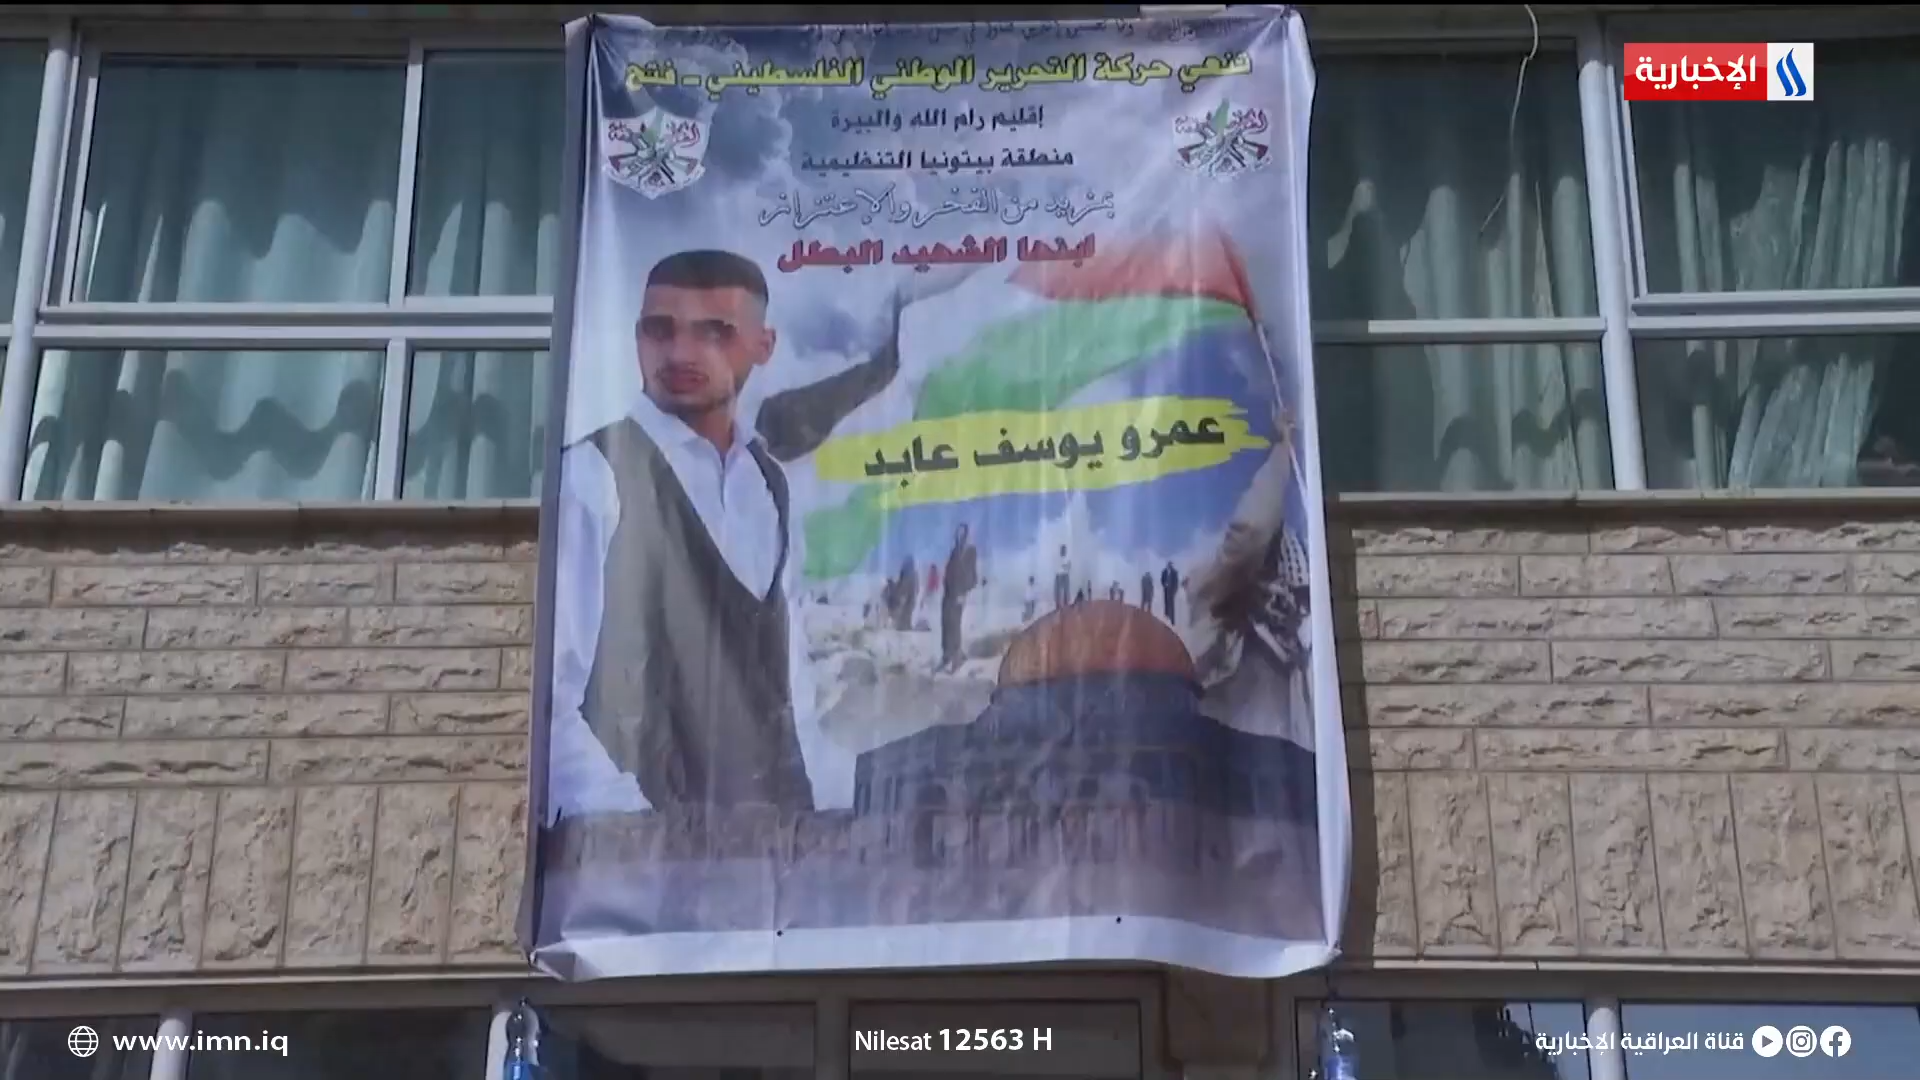 تنعي حركة التحرير الوطني الفلسطيني - فتح
إقليم رام الله والبيرة
منطقة بيتونيا التنظيمية
بمزيد من الفخر والإعتزاز
ابنها الشهيد البطل
عمرو يوسف عابد
الإخبارية
www.imn.iq
Nilesat 12563 H
قناة العراقية الإخبارية